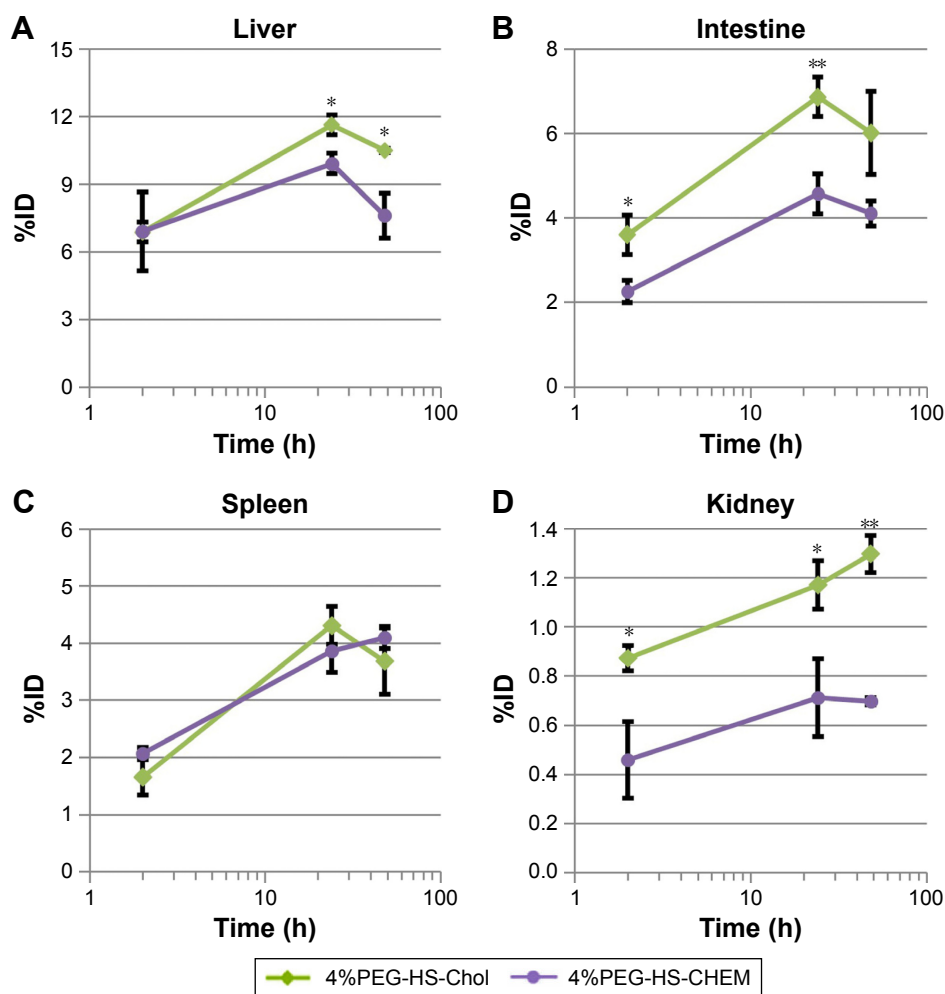 A Liver
15
12
9
6
3
0
%ID
* *
1 10 100
Time (h)
B Intestine
8
6
4
2
0
%ID
* **
1 10 100
Time (h)
C Spleen
6
5
4
3
2
1
0
%ID
1 10 100
Time (h)
D Kidney
1.4
1.2
1.0
0.8
0.6
0.4
0.2
0.0
%ID
* * **
1 10 100
Time (h)
4%PEG-HS-Chol 4%PEG-HS-CHEM